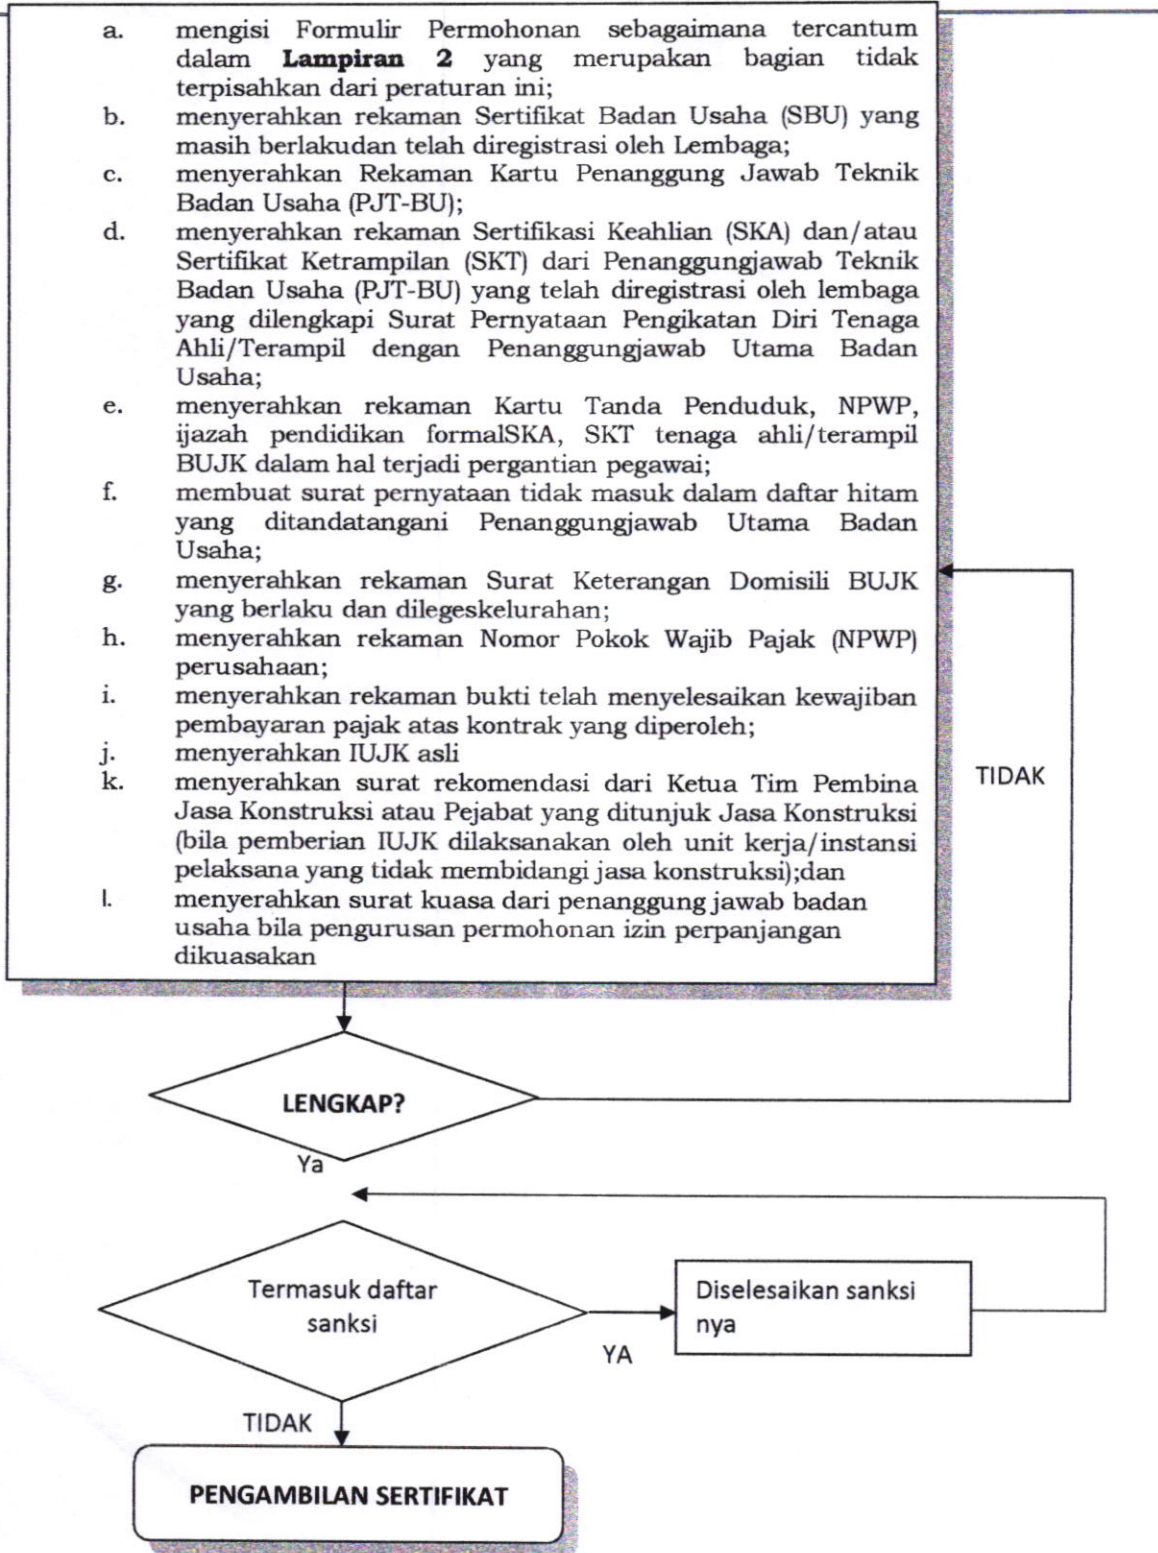 a. mengisi Formulir Permohonan sebagaimana tercantum
dalam Lampiran 2 yang merupakan bagian tidak
terpisahkan dari peraturan ini;
b. menyerahkan rekaman Sertifikat Badan Usaha (SBU) yang
masih berlakudan telah diregistrasi oleh Lembaga;
c. menyerahkan Rekaman Kartu Penanggung Jawab Teknik
Badan Usaha (PJT-BU);
d. menyerahkan rekaman Sertifikasi Keahlian (SKA) dan/atau
Sertifikat Ketrampilan (SKT) dari Penanggungjawab Teknik
Badan Usaha (PJT-BU) yang telah diregistrasi oleh lembaga
yang dilengkapi Surat Pernyataan Pengikatan Diri Tenaga
Ahli/Terampil dengan Penanggungjawab Utama Badan
Usaha;
e. menyerahkan rekaman Kartu Tanda Penduduk, NPWP,
ijazah pendidikan formalSKA, SKT tenaga ahli/terampil
BUJK dalam hal terjadi pergantian pegawai;
f. membuat surat pernyataan tidak masuk dalam daftar hitam
yang ditandatangani Penanggungjawab Utama Badan
Usaha;
g. menyerahkan rekaman Surat Keterangan Domisili BUJK
yang berlaku dan dilegeskelurahan;
h. menyerahkan rekaman Nomor Pokok Wajib Pajak (NPWP)
perusahaan;
i. menyerahkan rekaman bukti telah menyelesaikan kewajiban
pembayaran pajak atas kontrak yang diperoleh;
j. menyerahkan IUJK asli
k. menyerahkan surat rekomendasi dari Ketua Tim Pembina
Jasa Konstruksi atau Pejabat yang ditunjuk Jasa Konstruksi
(bila pemberian IUJK dilaksanakan oleh unit kerja/instansi
pelaksana yang tidak membidangi jasa konstruksi);dan
l. menyerahkan surat kuasa dari penanggung jawab badan
usaha bila pengurusan permohonan izin perpanjangan
dikuasakan
TIDAK
LENGKAP?
Ya
Termasuk daftar
sanksi
YA
Diselesaikan sanksi
nya
TIDAK
PENGAMBILAN SERTIFIKAT